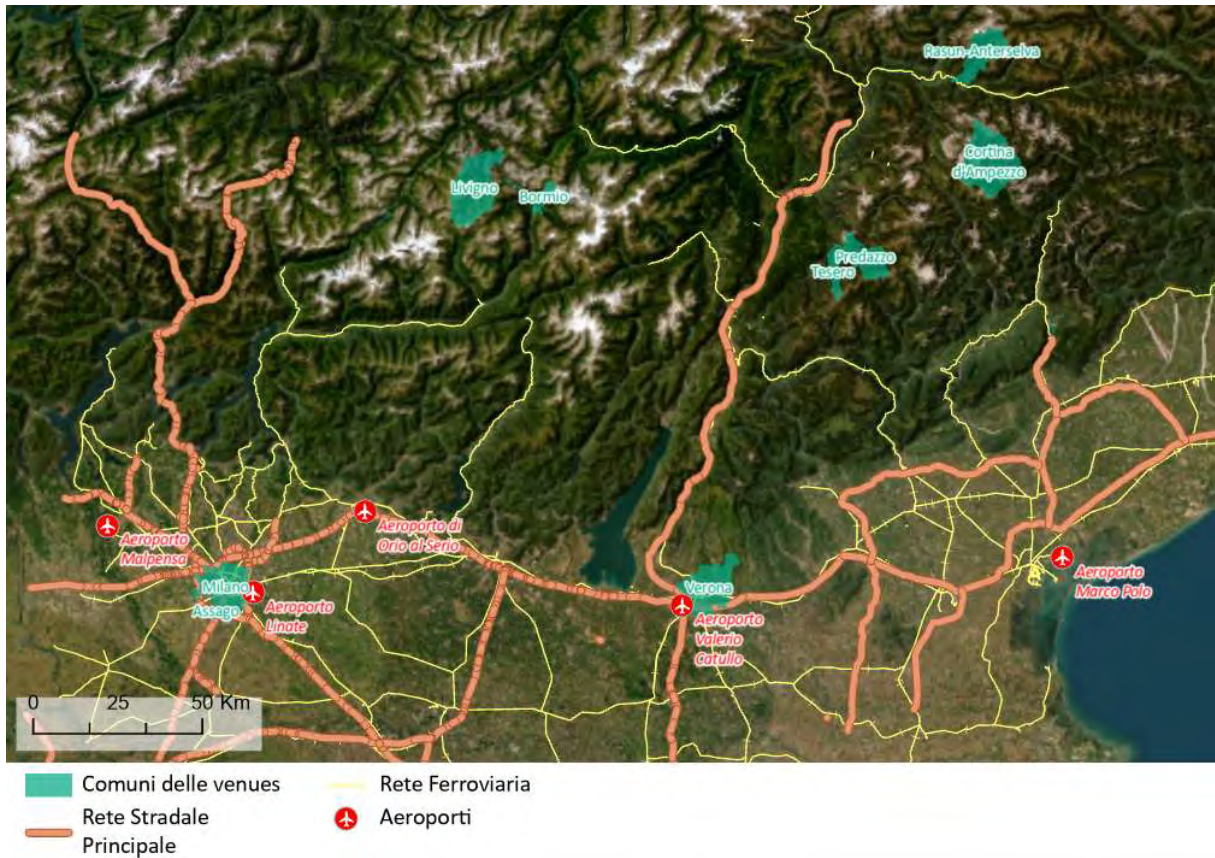 Rasun-Anterselva
Cortina
d'Ampezzo
Livigno
Bormio
Predazzo
Tesero
Aeroporto
Malpensa
Aeroporto di
Orio al Serio
Milano
Assago
Aeroporto
Linate
Verona
Aeroporto
Valerio
Catullo
Aeroporto
Marco Polo
0 25 50 Km
Comuni delle venues
Rete Stradale
Principale
Rete Ferroviaria
Aeroporti